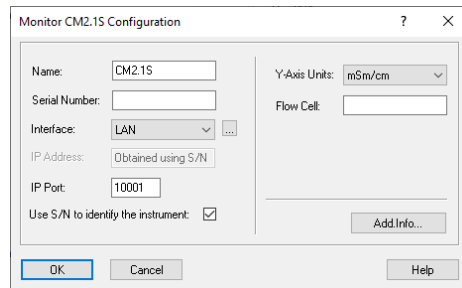 Monitor CM2.1S Configuration ? ×
Name: CM2.1S
Serial Number:
Interface: LAN ...
IP Address: Obtained using S/N
IP Port: 10001
Use S/N to identify the instrument:
Y-Axis Units: mSm/cm
Flow Cell:
Add.Info...
OK Cancel Help